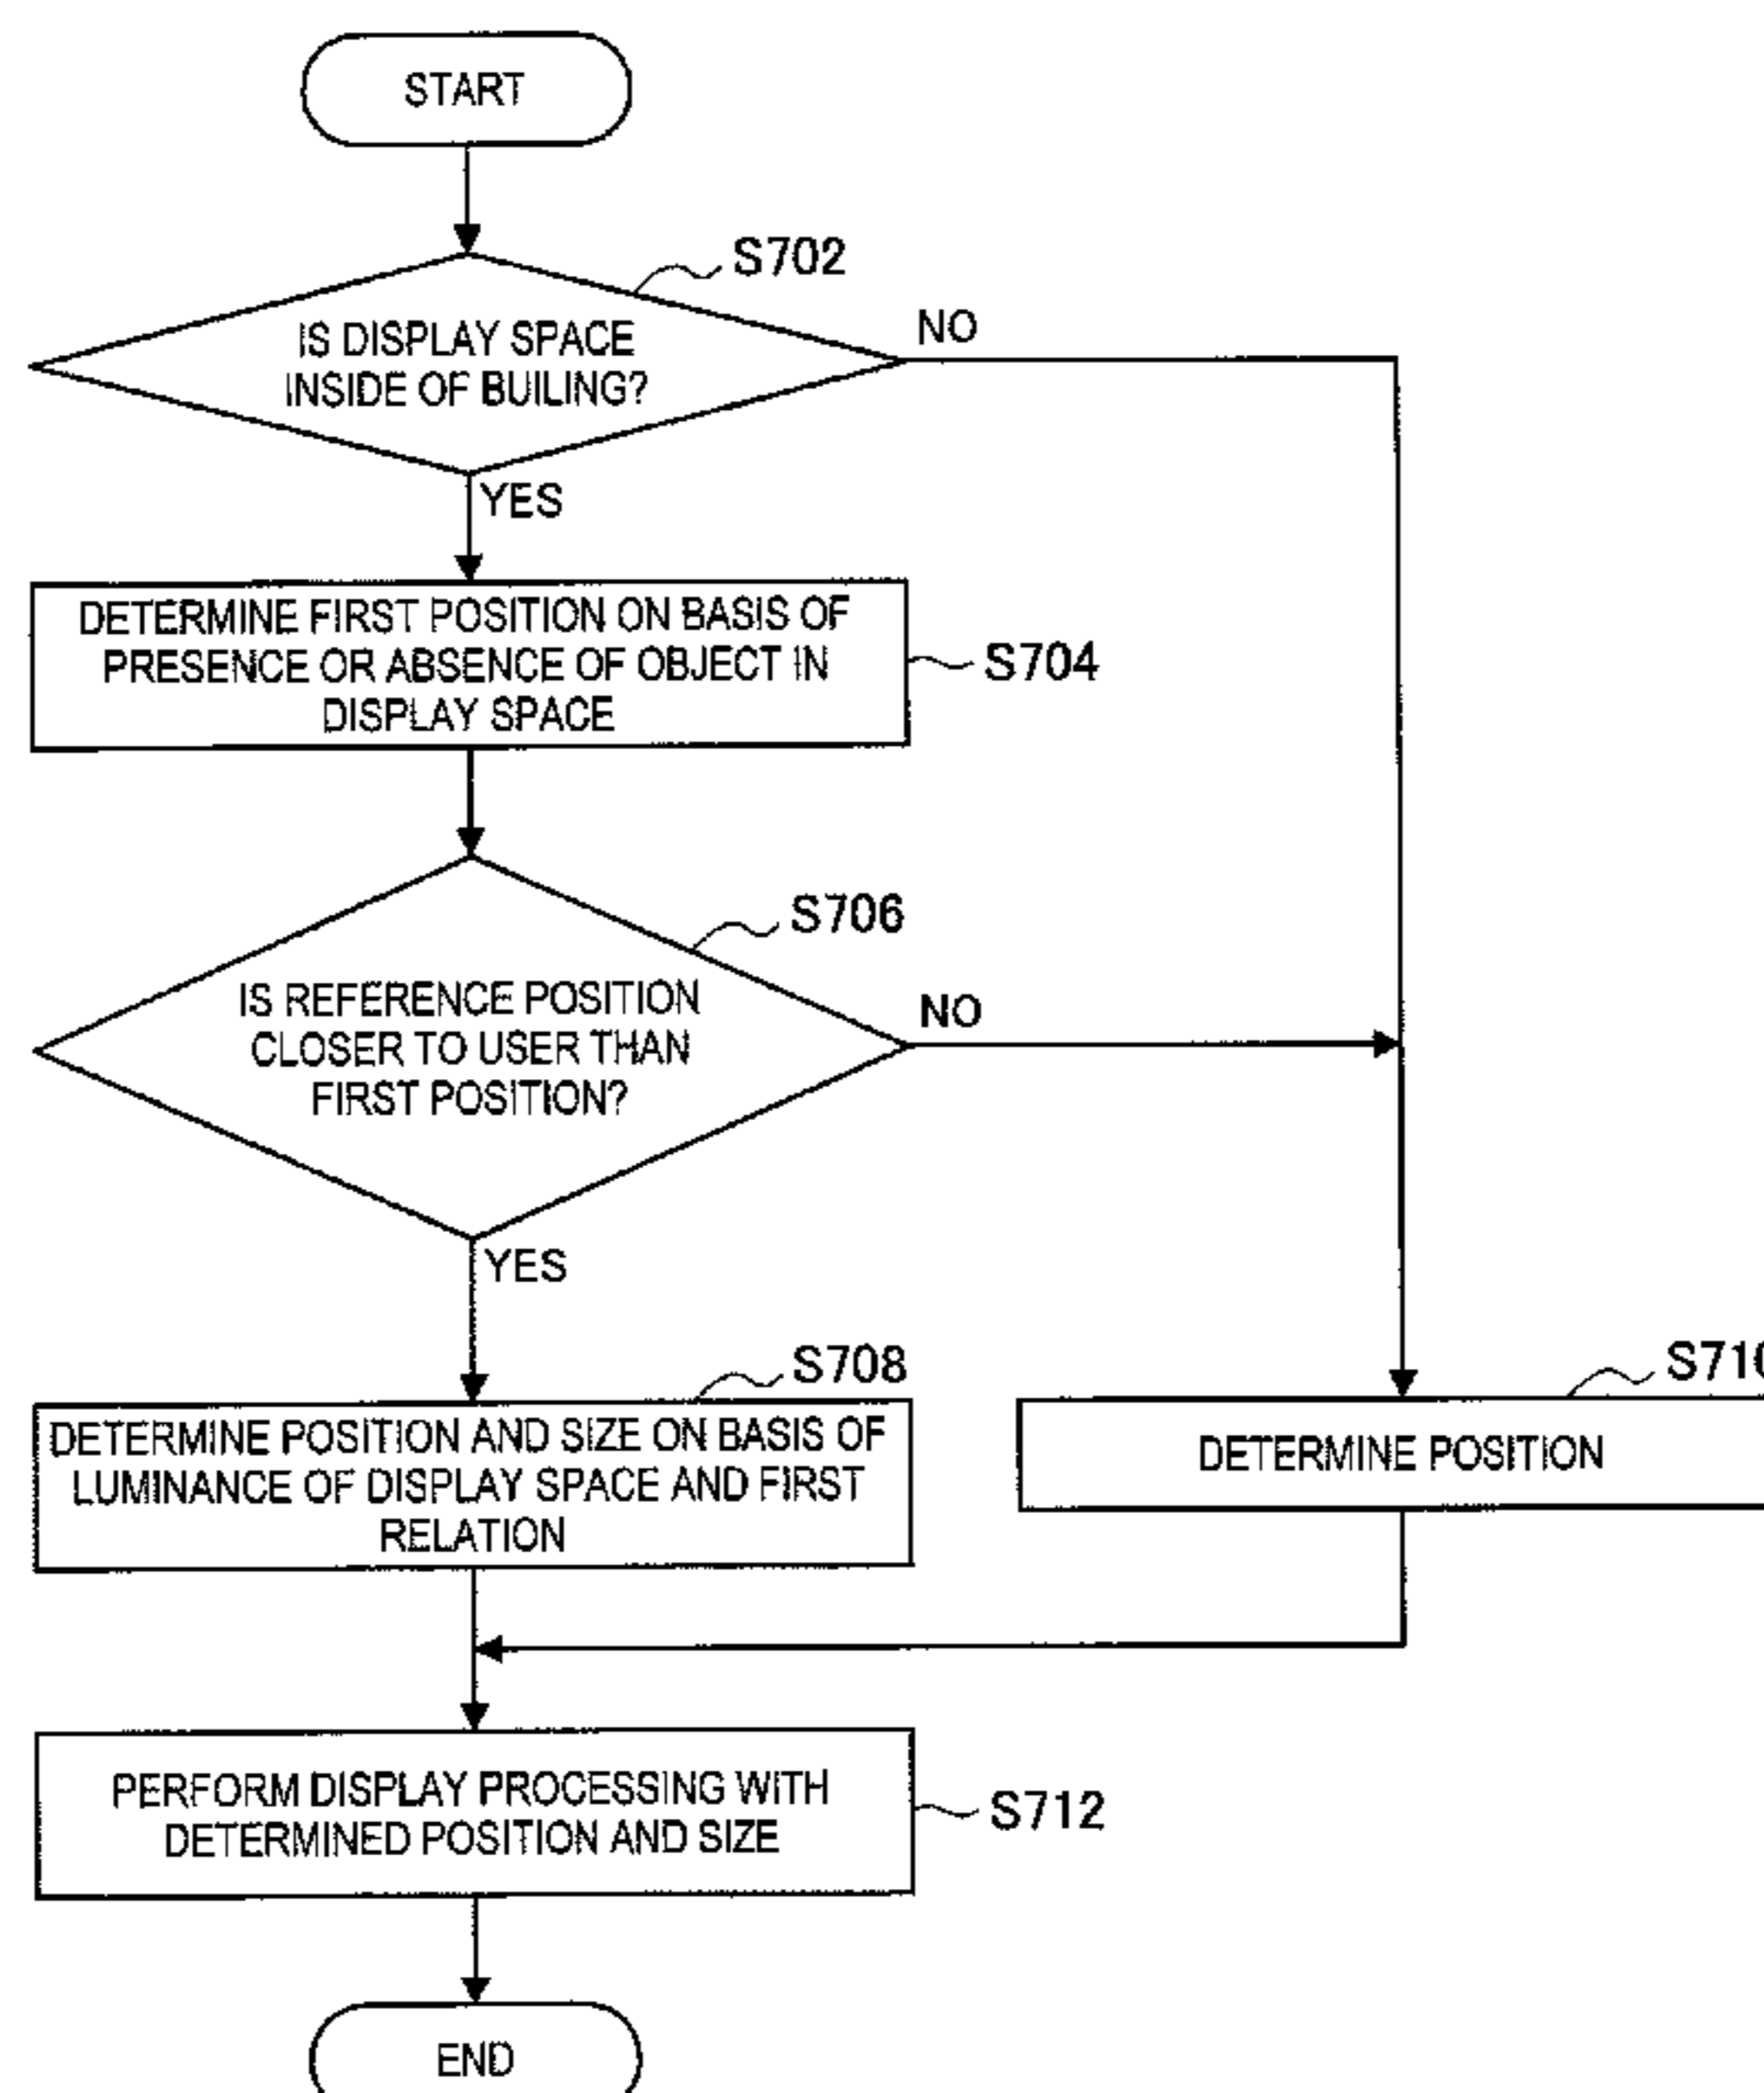 START
S702
IS DISPLAY SPACE
INSIDE OF BUILING?
NO
YES
DETERMINE FIRST POSITION ON BASIS OF
PRESENCE OR ABSENCE OF OBJECT IN
DISPLAY SPACE
S704
S706
IS REFERENCE POSITION
CLOSER TO USER THAN
FIRST POSITION?
NO
YES
S708
DETERMINE POSITION AND SIZE ON BASIS OF
LUMINANCE OF DISPLAY SPACE AND FIRST
RELATION
S710
DETERMINE POSITION
PERFORM DISPLAY PROCESSING WITH
DETERMINED POSITION AND SIZE
S712
END